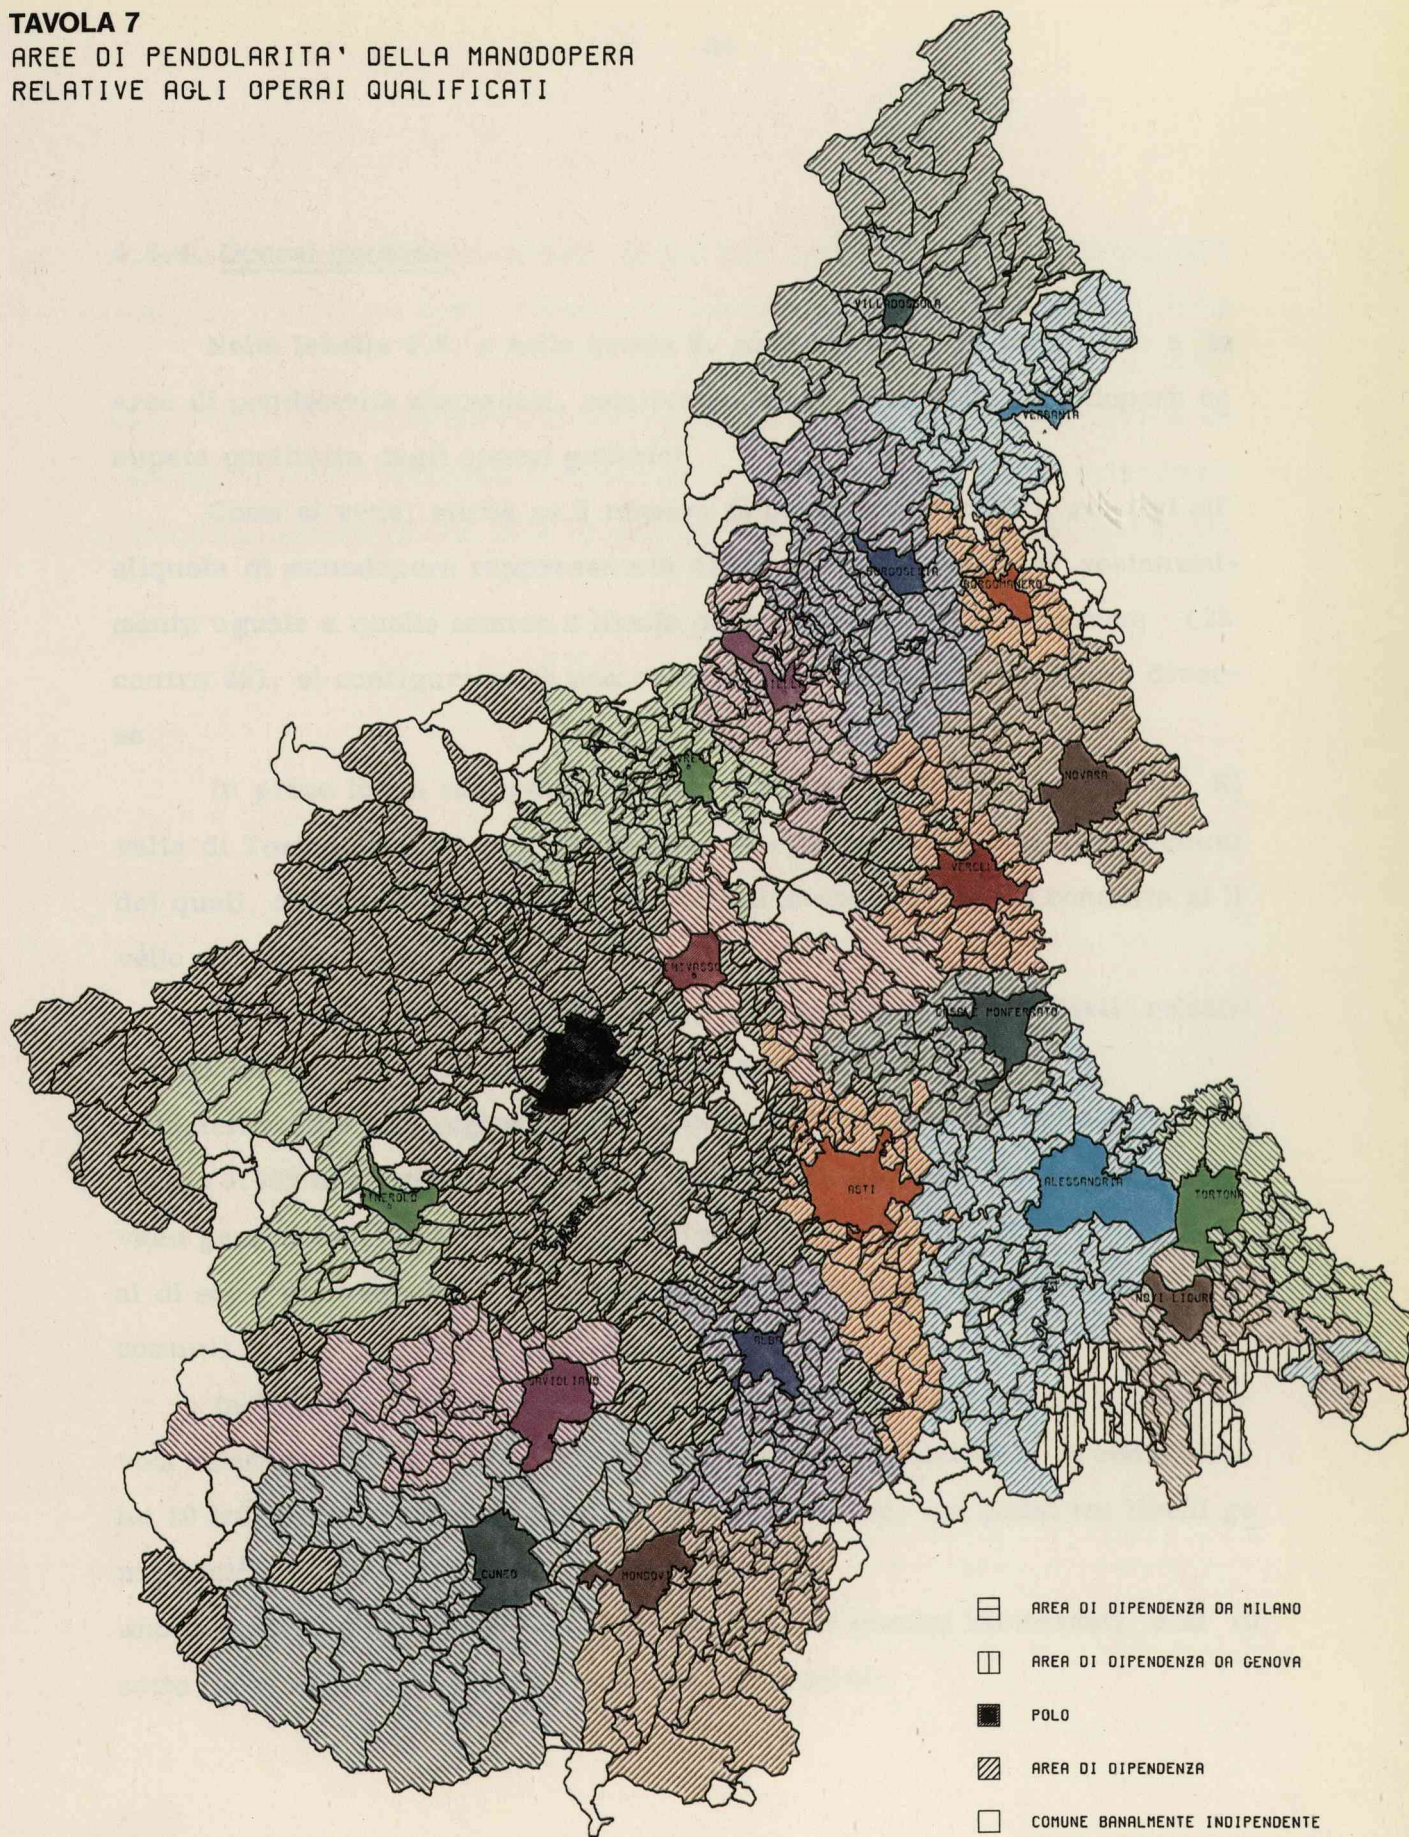 TAVOLA 7
AREE DI PENDOLARITA' DELLA MANODOPERA
RELATIVE AGLI OPERAI QUALIFICATI
VILLADOSSOLA
VERBANIA
BORGOSESIA
BORGOMANERO
NOVARA
VERCELLI
CHIVASSO
CASALE MONFERRATO
PINEROLO
ASTI
ALESSANDRIA
TORTONA
NOVI LIGURE
ALBA
SAVIGLIANO
CUNEO
MONDOVI
AREA DI DIPENDENZA DA MILANO
AREA DI DIPENDENZA DA GENOVA
POLO
AREA DI DIPENDENZA
COMUNE BANALMENTE INDIPENDENTE